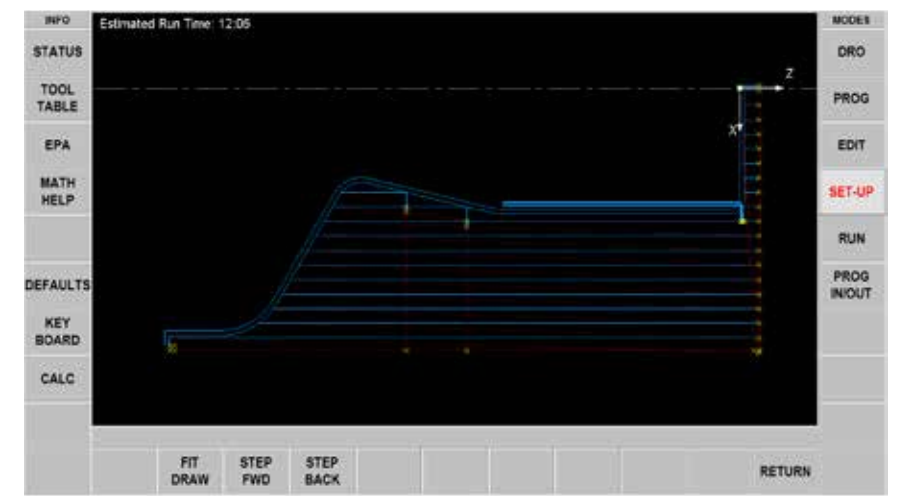 INFO
Estimated Run Time: 12:05
MODES
STATUS
DRO
TOOL
TABLE
PROG
EPA
EDIT
MATH
HELP
SET-UP
RUN
DEFAULTS
PROG
IN/OUT
KEY
BOARD
CALC
Z
X
FIT
DRAW
STEP
FWD
STEP
BACK
RETURN